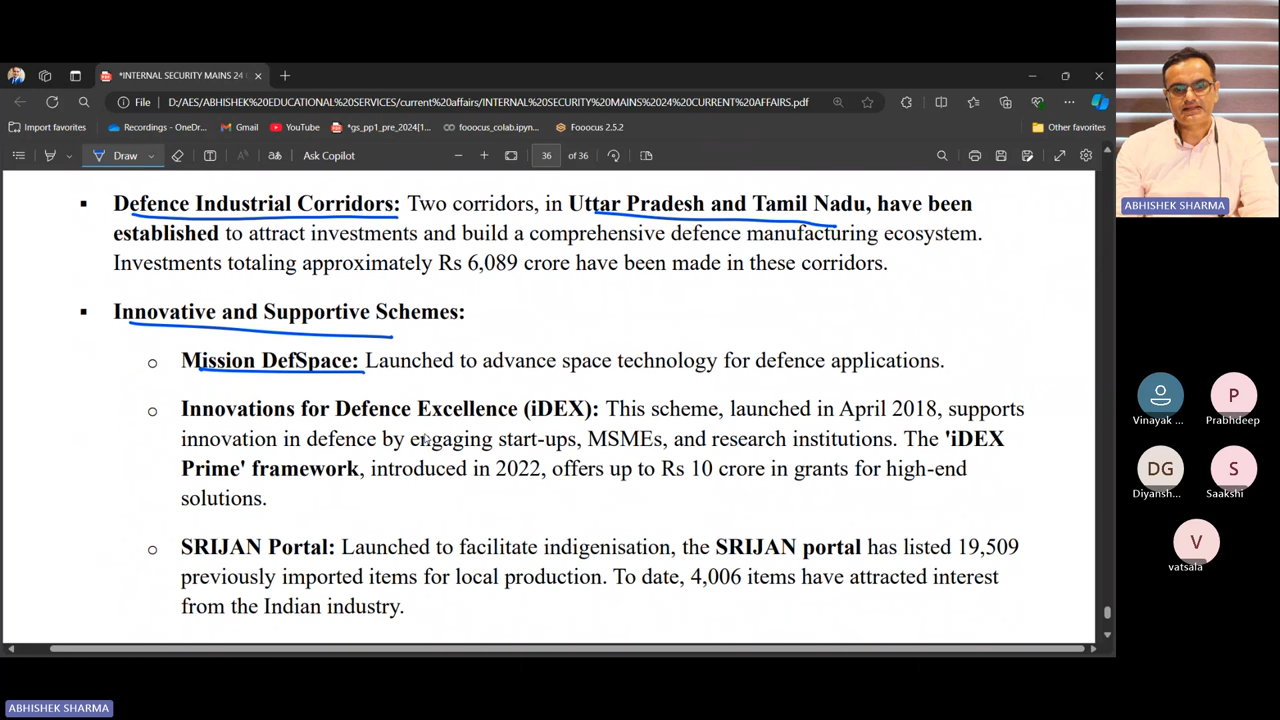 *INTERNAL SECURITY MAINS 24
File
D:/AES/ABHISHEK%20EDUCATIONAL%20SERVICES/current%20affairs/INTERNAL%20SECURITY%20MAINS%202024%20CURRENT%20AFFAIRS.pdf
Import favorites
Recordings - OneDr...
Gmail
YouTube
*gs_pp1_pre_2024[1...
fooocus_colab.ipyn...
Fooocus 2.5.2
Other favorites
Draw
Ask Copilot
36 of 36
▪ Defence Industrial Corridors: Two corridors, in Uttar Pradesh and Tamil Nadu, have been
established to attract investments and build a comprehensive defence manufacturing ecosystem.
Investments totaling approximately Rs 6,089 crore have been made in these corridors.
▪ Innovative and Supportive Schemes:
o Mission DefSpace: Launched to advance space technology for defence applications.
o Innovations for Defence Excellence (iDEX): This scheme, launched in April 2018, supports
innovation in defence by engaging start-ups, MSMEs, and research institutions. The 'iDEX
Prime' framework, introduced in 2022, offers up to Rs 10 crore in grants for high-end
solutions.
o SRIJAN Portal: Launched to facilitate indigenisation, the SRIJAN portal has listed 19,509
previously imported items for local production. To date, 4,006 items have attracted interest
from the Indian industry.
ABHISHEK SHARMA
Vinayak ...
P
Prabhdeep
DG
Diyansh...
S
Saakshi
V
vatsala
ABHISHEK SHARMA